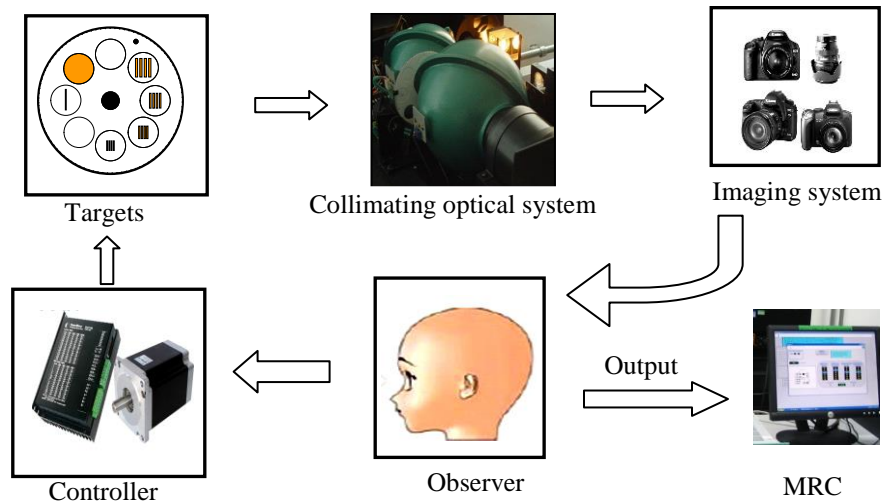 Targets
Collimating optical system
Imaging system
Output
Controller
Observer
MRC